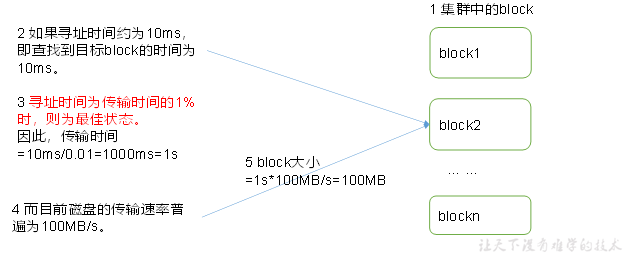 1 集群中的block
2 如果寻址时间约为10ms，
即查找到目标block的时间为
10ms。
3 寻址时间为传输时间的1%
时，则为最佳状态。
因此，传输时间
=10ms/0.01=1000ms=1s
4 而目前磁盘的传输速率普
遍为100MB/s。
5 block大小
=1s*100MB/s=100MB
block1
block2
... ...
blockn
让天下没有难学的技术